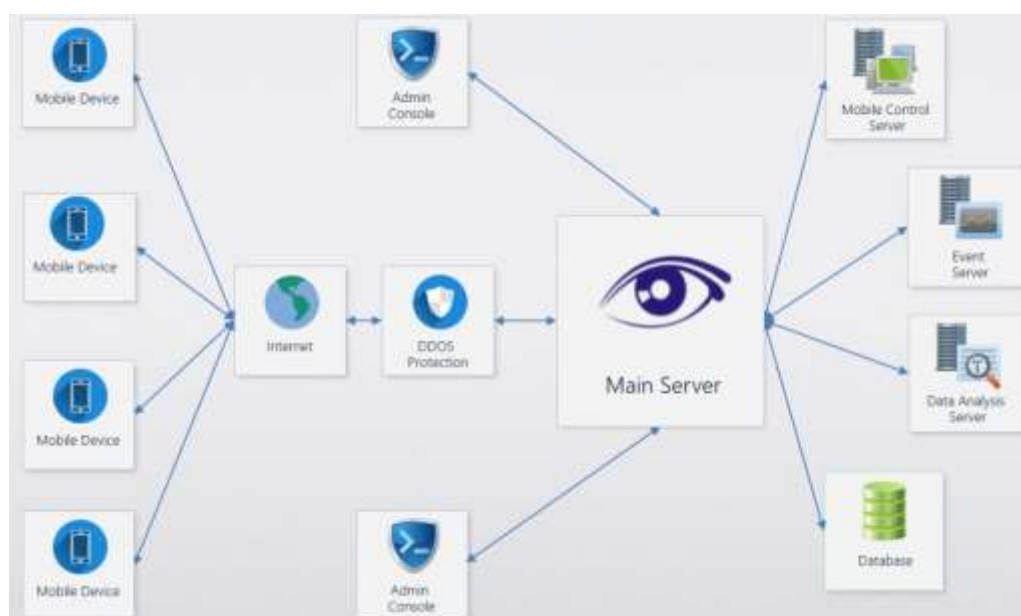 Mobile Device
Admin
Console
Mobile Control
Server
Mobile Device
Event
Server
Internet
DDOS
Protection
Main Server
Data Analysis
Server
Mobile Device
Database
Mobile Device
Admin
Console